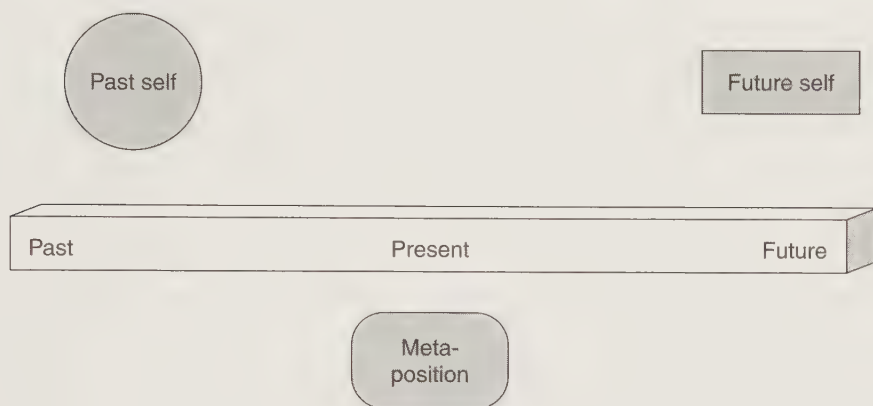 Past self
Future self
Past
Present
Future
Meta-
position